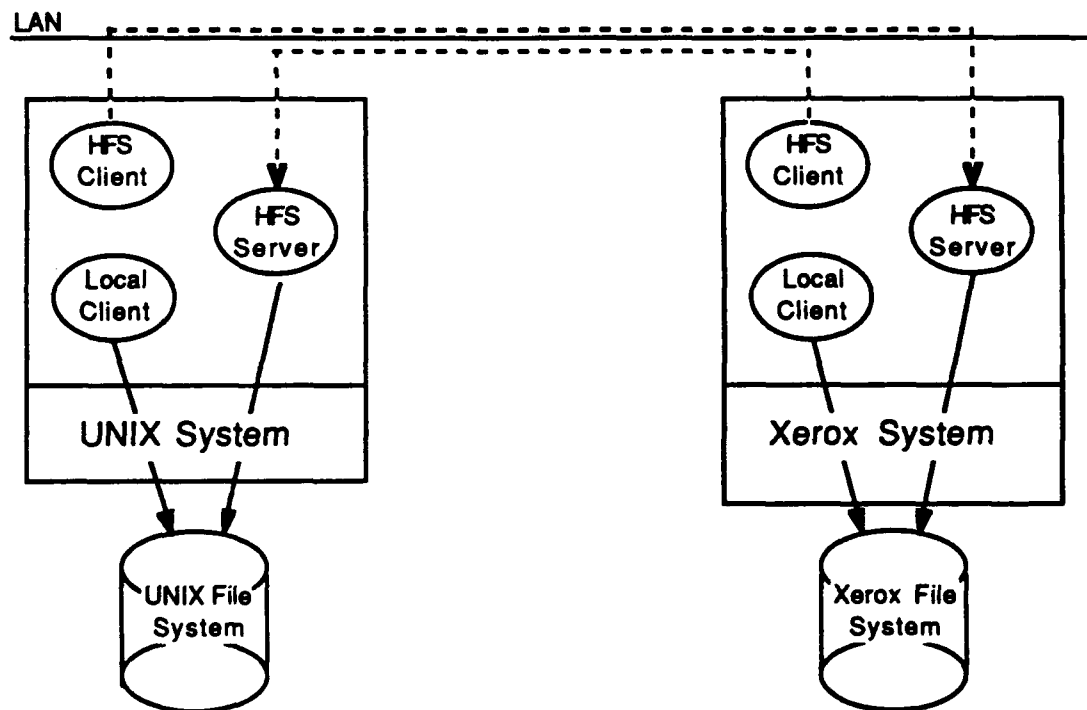 LAN
HFS
Client
HFS
Server
Local
Client
UNIX System
UNIX File
System
HFS
Client
HFS
Server
Local
Client
Xerox System
Xerox File
System